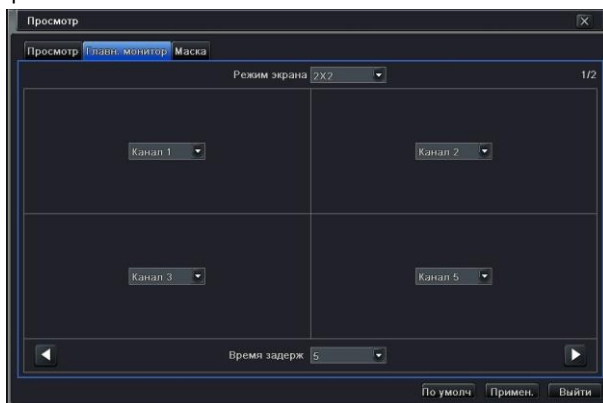 Просмотр
Просмотр Главн. монитор Маска
Режим экрана 2X2 1/2
Канал 1 Канал 2
Канал 3 Канал 5
Время задерж 5
По умолч Примен. Выйти